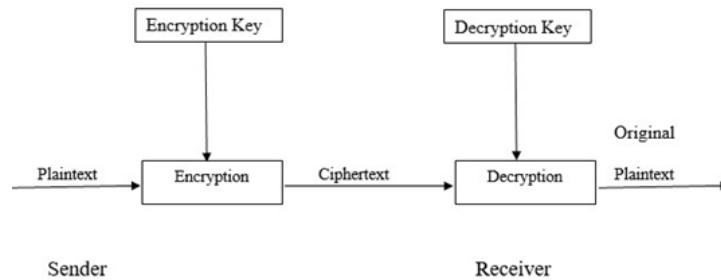 Encryption Key
Decryption Key
Original
Plaintext
Encryption
Ciphertext
Decryption
Plaintext
Sender
Receiver